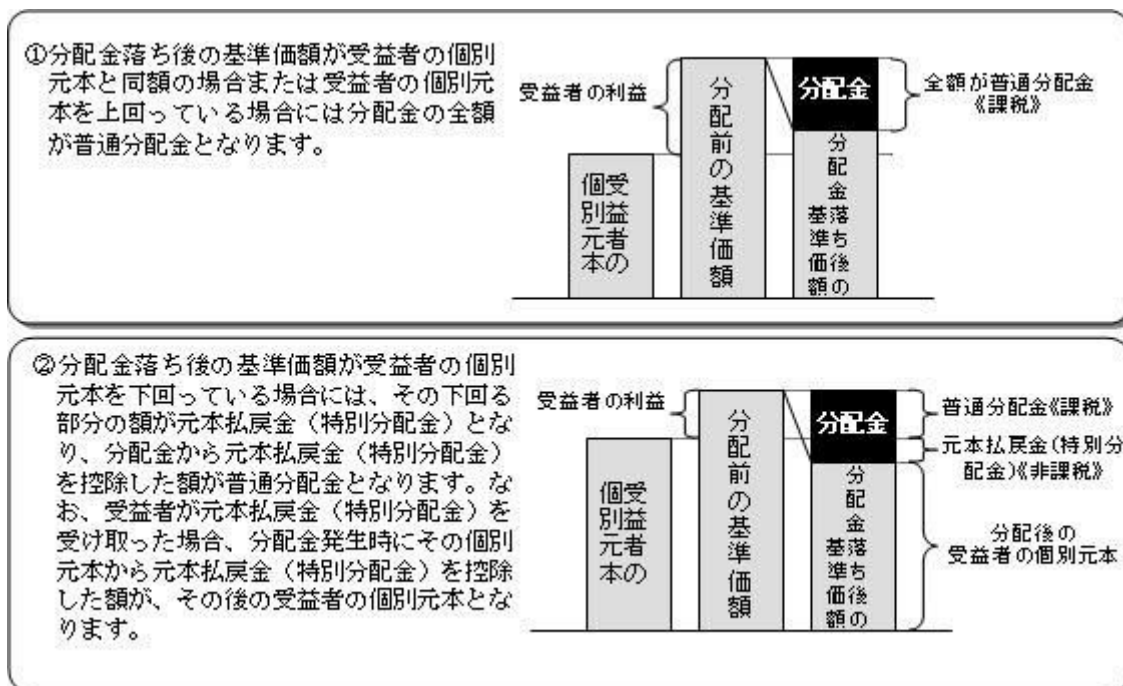 ①分配金落ち後の基準価額が受益者の個別
元本と同額の場合または受益者の個別元
本を上回っている場合には分配金の全額
が普通分配金となります。
受益者の利益
受益者の
個別元本
分配前の基準価額
分配金
分配金落ち後の
基準価額
全額が普通分配金
《課税》
②分配金落ち後の基準価額が受益者の個別
元本を下回っている場合には、その下回る
部分の額が元本払戻金（特別分配金）とな
り、分配金から元本払戻金（特別分配金）
を控除した額が普通分配金となります。な
お、受益者が元本払戻金（特別分配金）を
受け取った場合、分配金発生時にその個別
元本から元本払戻金（特別分配金）を控除
した額が、その後の受益者の個別元本とな
ります。
受益者の利益
受益者の
個別元本
分配前の基準価額
分配金
分配金落ち後の
基準価額
普通分配金《課税》
元本払戻金(特別分
配金)《非課税》
分配後の
受益者の個別元本